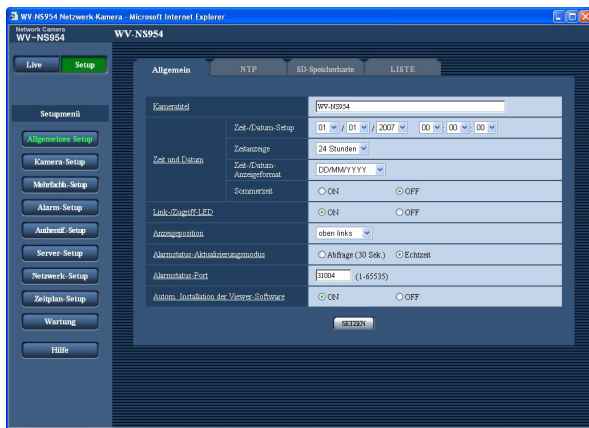 WV-NS954 Netzwerk-Kamera - Microsoft Internet Explorer
Network Camera
WV-NS954
WV-NS954
Live Setup
Setupmenü
Allgemeines Setup
Kamera-Setup
Mehrfachb.-Setup
Alarm-Setup
Authentif.-Setup
Server-Setup
Netzwerk-Setup
Zeitplan-Setup
Wartung
Hilfe
Allgemein NTP SD-Speicherkarte LISTE
Kameratitel WV-NS954
Zeit und Datum
Zeit-/Datum-Setup 01 / 01 / 2007 00 : 00 : 00
Zeitanzeige 24 Stunden
Zeit-/Datum-
Anzeigeformat DD/MM/YYYY
Sommerzeit ON OFF
Link-/Zugriff-LED ON OFF
Anzeigeposition oben links
Alarmstatus-Aktualisierungsmodus Abfrage (30 Sek.) Echtzeit
Alarmstatus-Port 31004 (1-65535)
Autom. Installation der Viewer-Software ON OFF
SETZEN